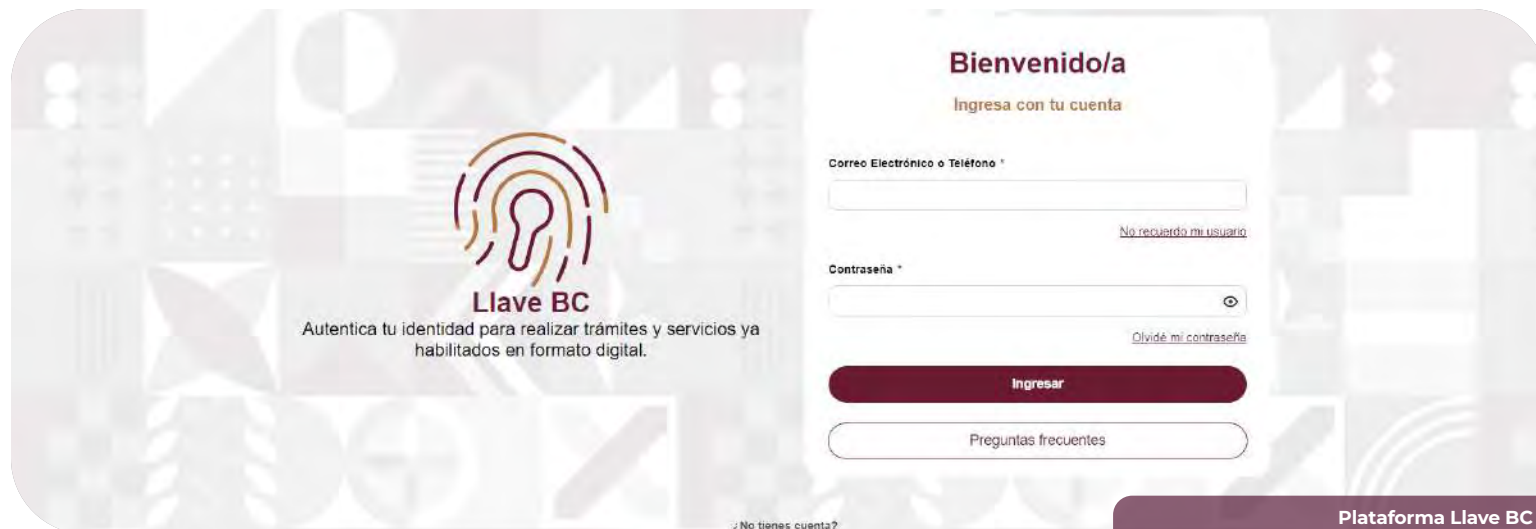 Llave BC
Autentica tu identidad para realizar trámites y servicios ya
habilitados en formato digital.
Bienvenido/a
Ingresa con tu cuenta
Correo Electrónico o Teléfono *
No recuerdo mi usuario
Contraseña *
Olvidé mi contraseña
Ingresar
Preguntas frecuentes
¿No tienes cuenta?
Plataforma Llave BC